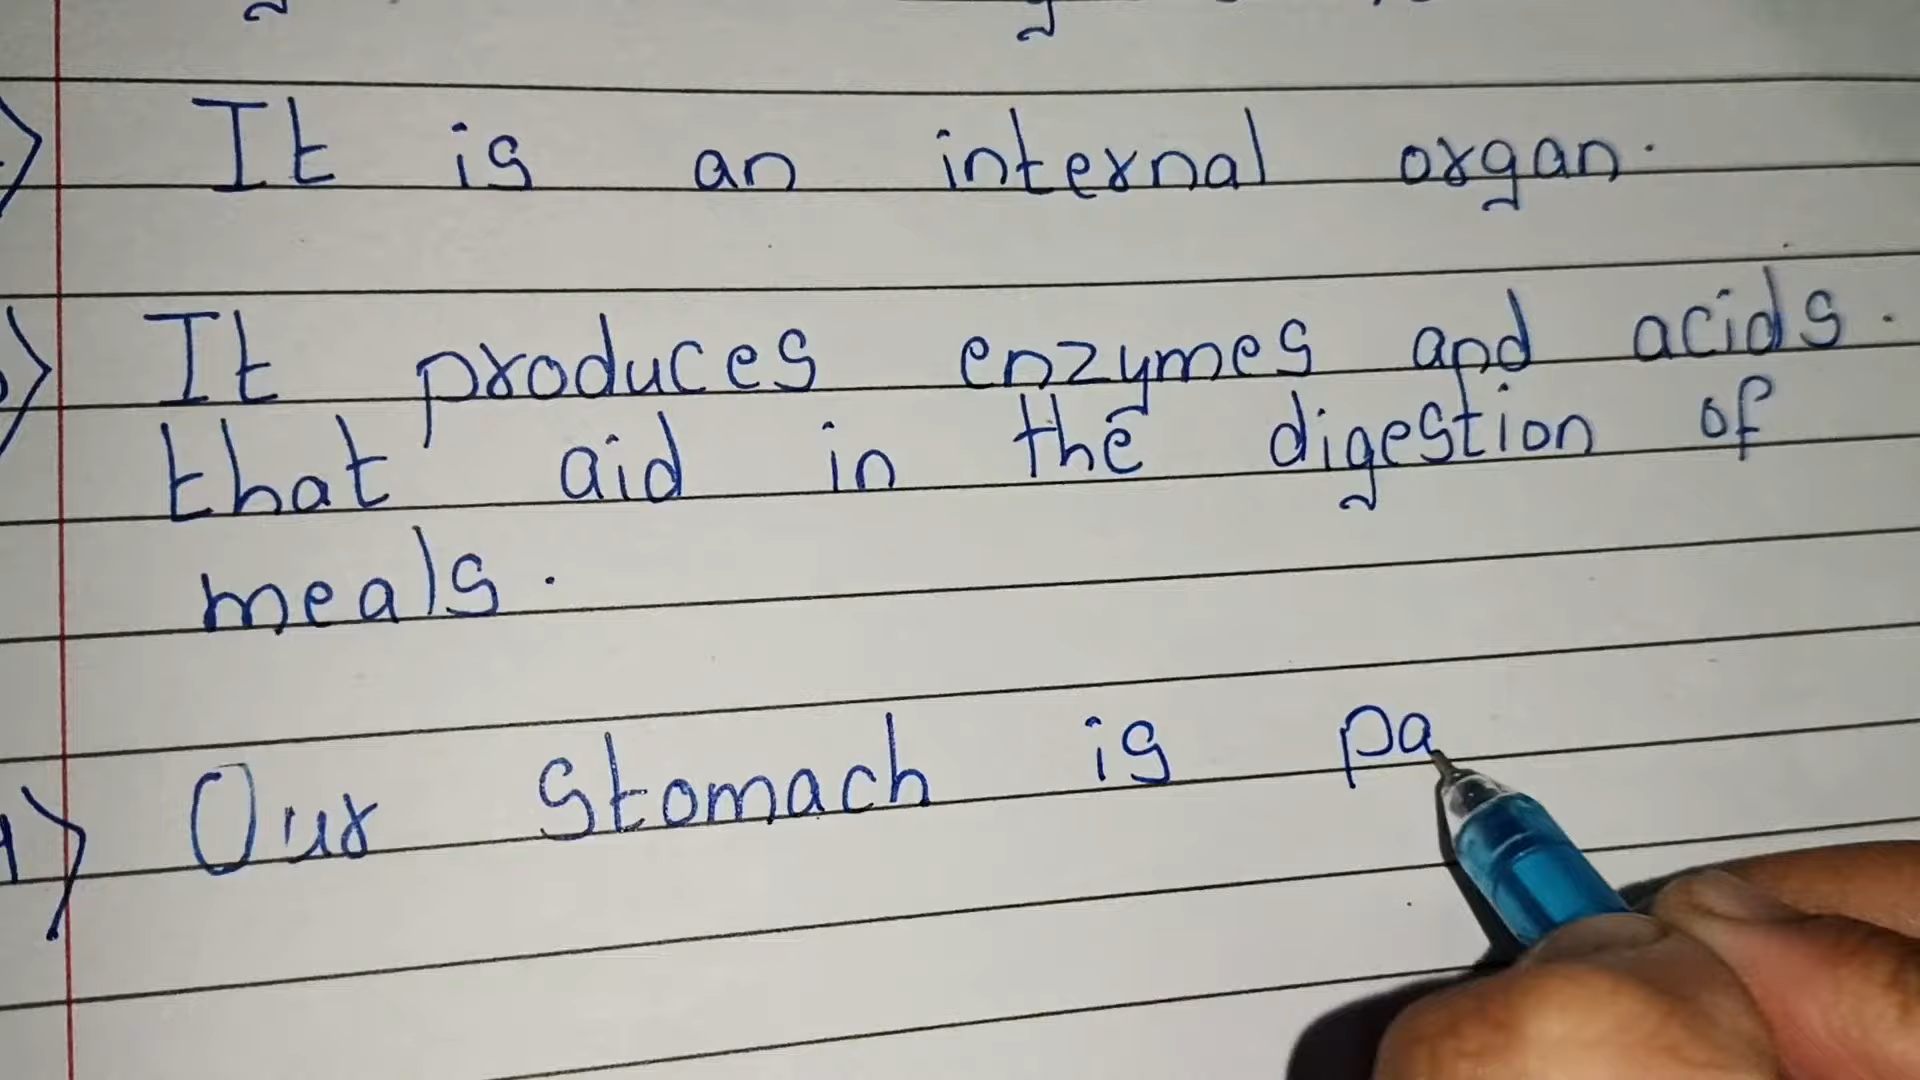 It is an internal organ.
It produces enzymes and acids.
that aid in the digestion of
meals.
Our Stomach is pa